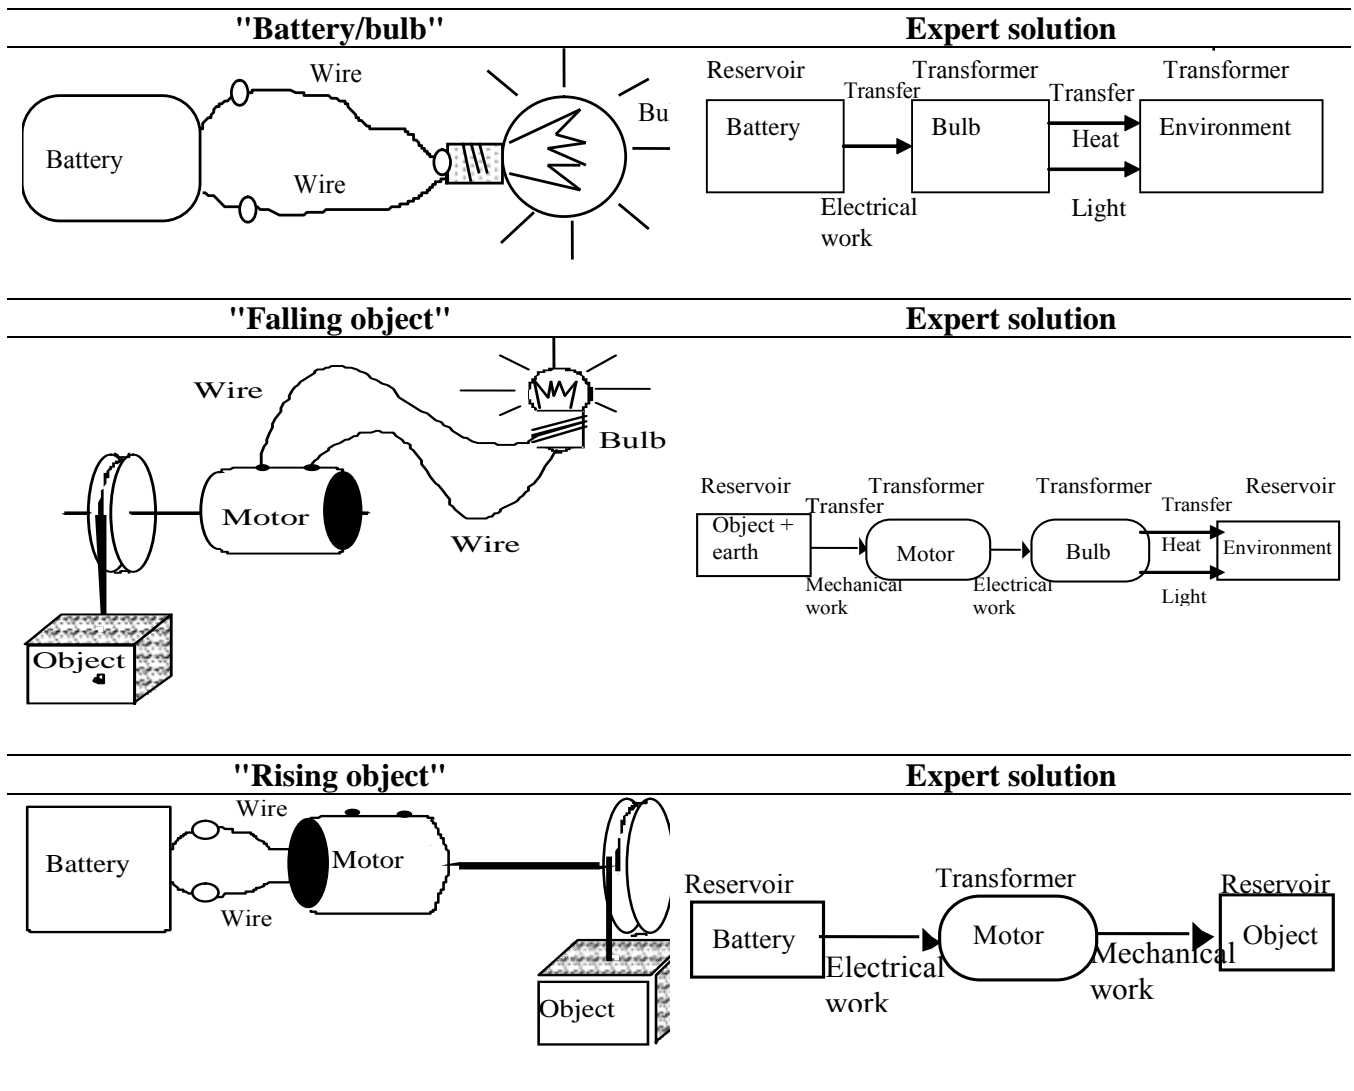 "Battery/bulb"
Expert solution
Wire
Bu
Battery
Wire
Reservoir
Transformer
Transformer
Transfer
Transfer
Battery
Bulb
Environment
Heat
Electrical
work
Light
"Falling object"
Expert solution
Wire
Bulb
Motor
Wire
Object
Reservoir
Transformer
Transformer
Reservoir
Transfer
Transfer
Object +
earth
Motor
Bulb
Heat
Environment
Mechanical
work
Electrical
work
Light
"Rising object"
Expert solution
Wire
Battery
Motor
Wire
Object
Reservoir
Transformer
Reservoir
Battery
Motor
Object
Electrical
work
Mechanical
work